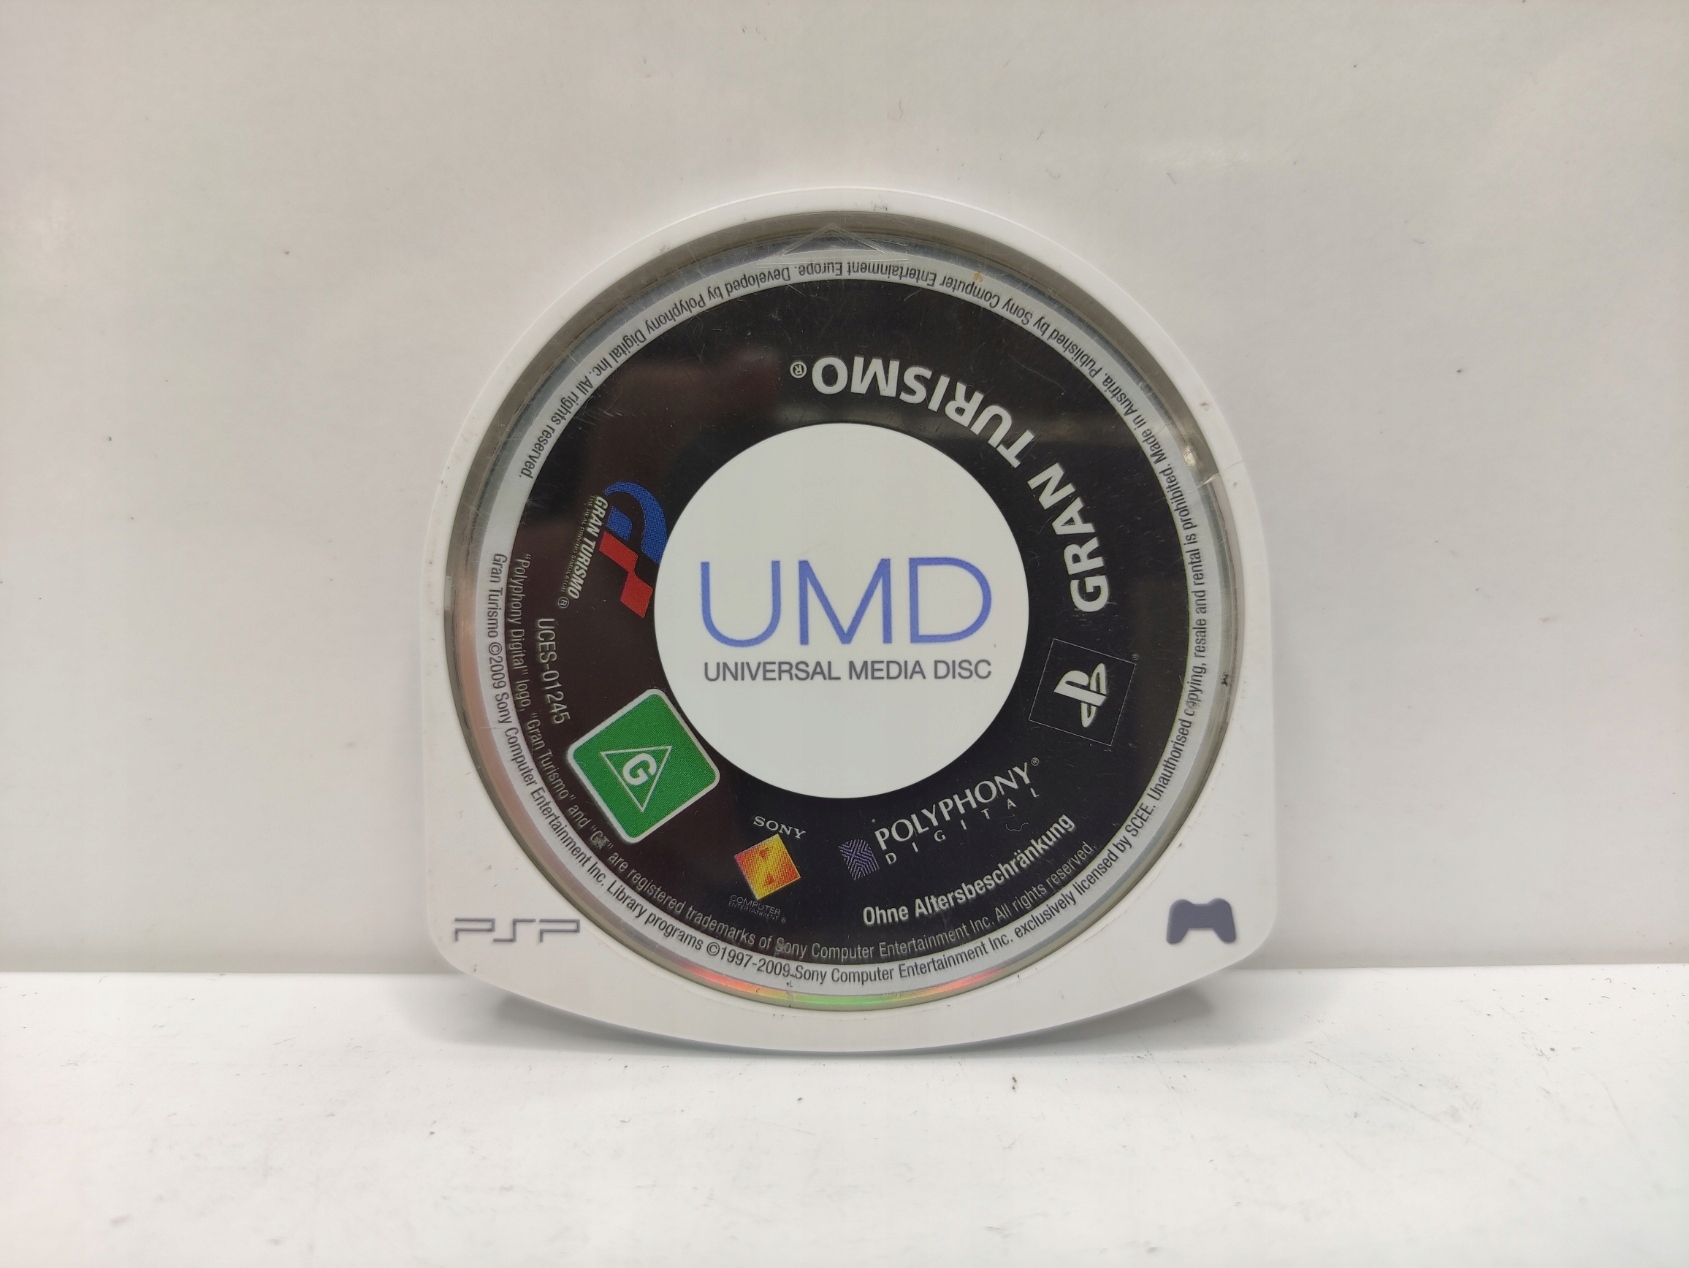 UMD
UNIVERSAL MEDIA DISC
GRAN TURISMO®
POLYPHONY®
DIGITAL
Ohne Altersbeschränkung
SONY
COMPUTER
ENTERTAINMENT®
G
UCES-01245
GRAN TURISMO®
"Polyphony Digital" logo, "Gran Turismo" and "GT" are registered trademarks of Sony Computer Entertainment Inc. All rights reserved.
Gran Turismo ©2009 Sony Computer Entertainment Inc. Library programs ©1997-2009 Sony Computer Entertainment Inc. exclusively licensed by SCEE. Unauthorised copying, resale and rental is prohibited. Made in Austria. Published by Sony Computer Entertainment Europe. Developed by Polyphony Digital Inc. All rights reserved.
PSP